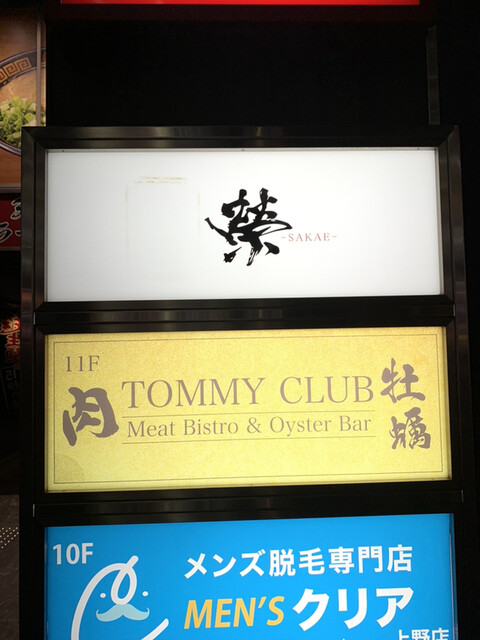 榮
-SAKAE-
11F
肉
TOMMY CLUB
Meat Bistro & Oyster Bar
牡蠣
10F
メンズ脱毛専門店
MEN'S クリア
上野店